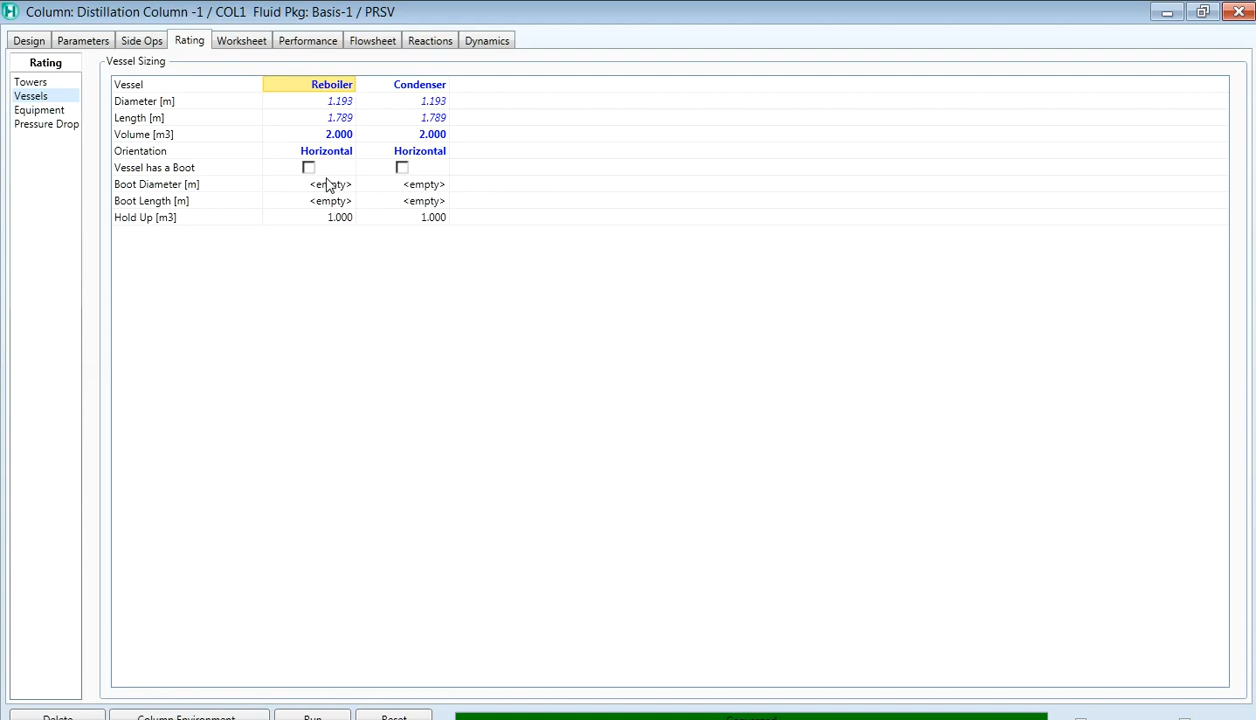 Column: Distillation Column -1 / COL1 Fluid Pkg: Basis-1 / PRSV
Design Parameters Side Ops Rating Worksheet Performance Flowsheet Reactions Dynamics
Rating
Towers
Vessels
Equipment
Pressure Drop
Vessel Sizing
Vessel Reboiler Condenser
Diameter [m] 1.193 1.193
Length [m] 1.789 1.789
Volume [m3] 2.000 2.000
Orientation Horizontal Horizontal
Vessel has a Boot
Boot Diameter [m] <empty> <empty>
Boot Length [m] <empty> <empty>
Hold Up [m3] 1.000 1.000
Delete Column Environment... Run Reset